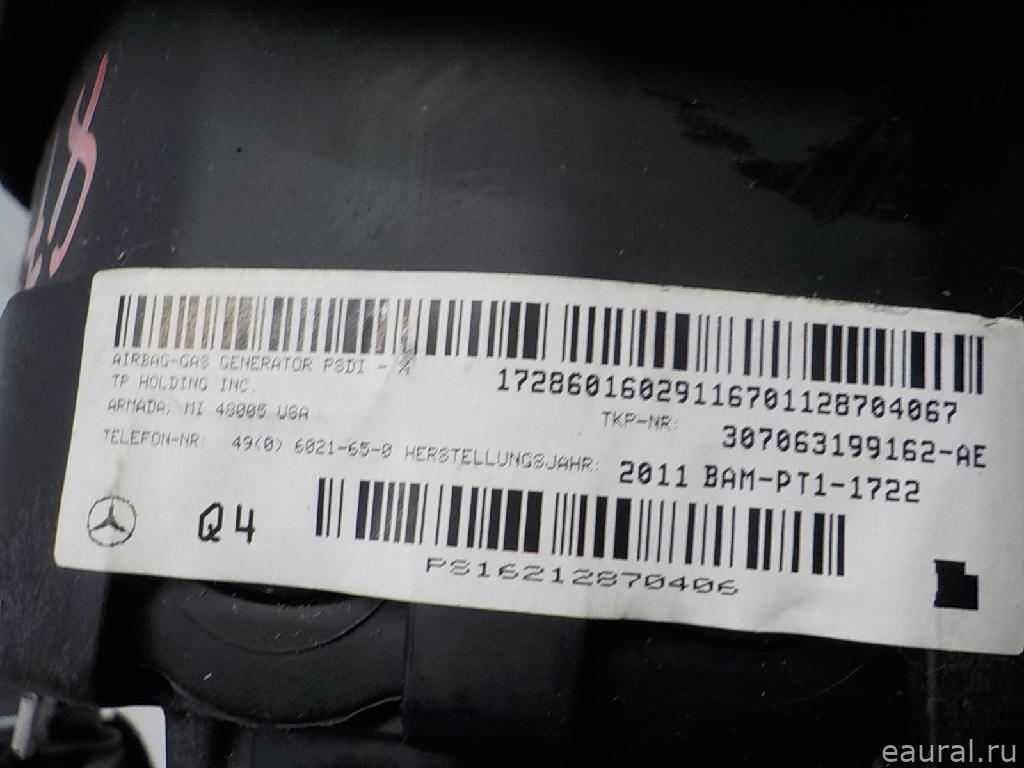 AIRBAG-GAS GENERATOR PSDI - X
TP HOLDING INC.
ARMADA, MI 48005 USA
17286016029116701128704067
TKP-NR:
307063199162-AE
TELEFON-NR: 49(0) 6021-65-0 HERSTELLUNGSJAHR: 2011 BAM-PT1-1722
Q4
PS16212870406
eaural.ru